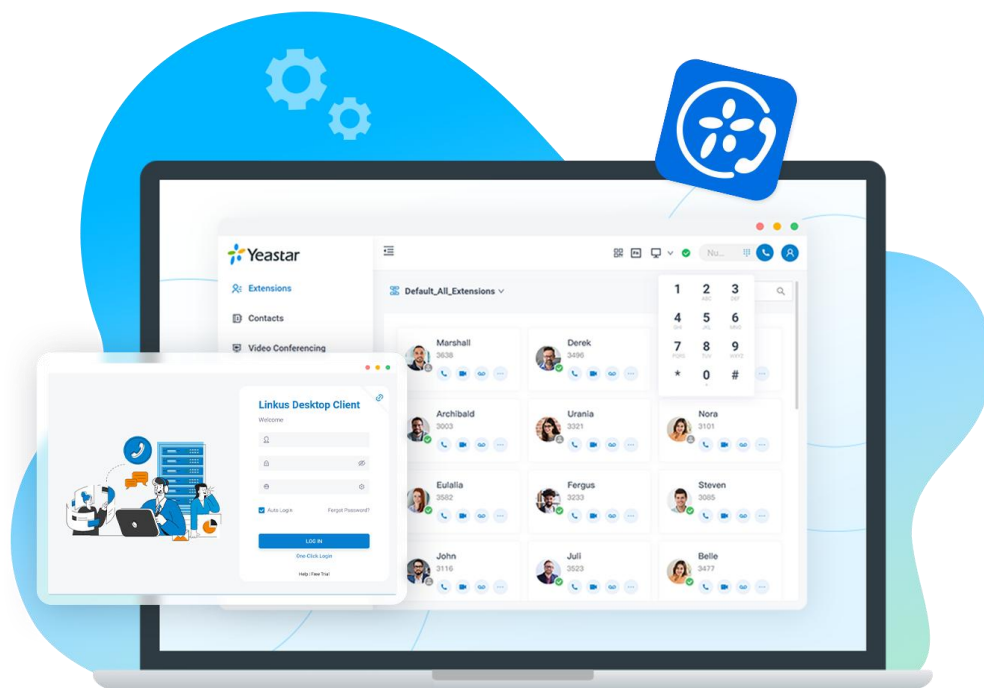 Yeastar
Extensions
Contacts
Video Conferencing
Default_All_Extensions
Nu...
1 2 3
ABC DEF
4 5 6
GHI JKL MNO
7 8 9
PQRS TUV WXYZ
* 0 #
+
Marshall
3638
Derek
3496
Archibald
3003
Urania
3321
Nora
3101
Eulalia
3582
Fergus
3233
Steven
3085
John
3116
Juli
3523
Belle
3477
Linkus Desktop Client
Welcome
Auto Login
Forgot Password?
LOG IN
One-Click Login
Help | Free Trial